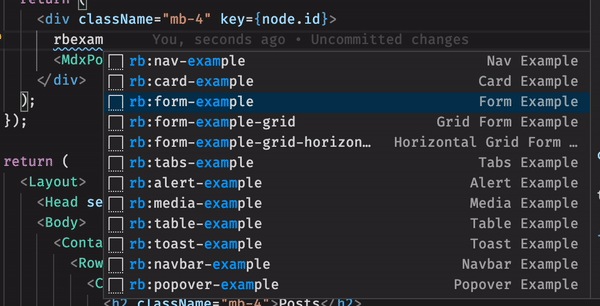 return (
<div className="mb-4" key={node.id}>
rbexam You, seconds ago • Uncommitted changes
<MdxPo
rb:nav-example Nav Example
rb:card-example Card Example
</div>
rb:form-example Form Example
);
rb:form-example-grid Grid Form Example
});
rb:form-example-grid-horizon… Horizontal Grid Form …
rb:tabs-example Tabs Example
return (
rb:alert-example Alert Example
<Layout>
rb:media-example Media Example
<Head se
rb:table-example Table Example
<Body>
rb:toast-example Toast Example
<Conta
rb:navbar-example Navbar Example
<Row
rb:popover-example Popover Example
<C
<h2 className="mb-4">Posts</h2>